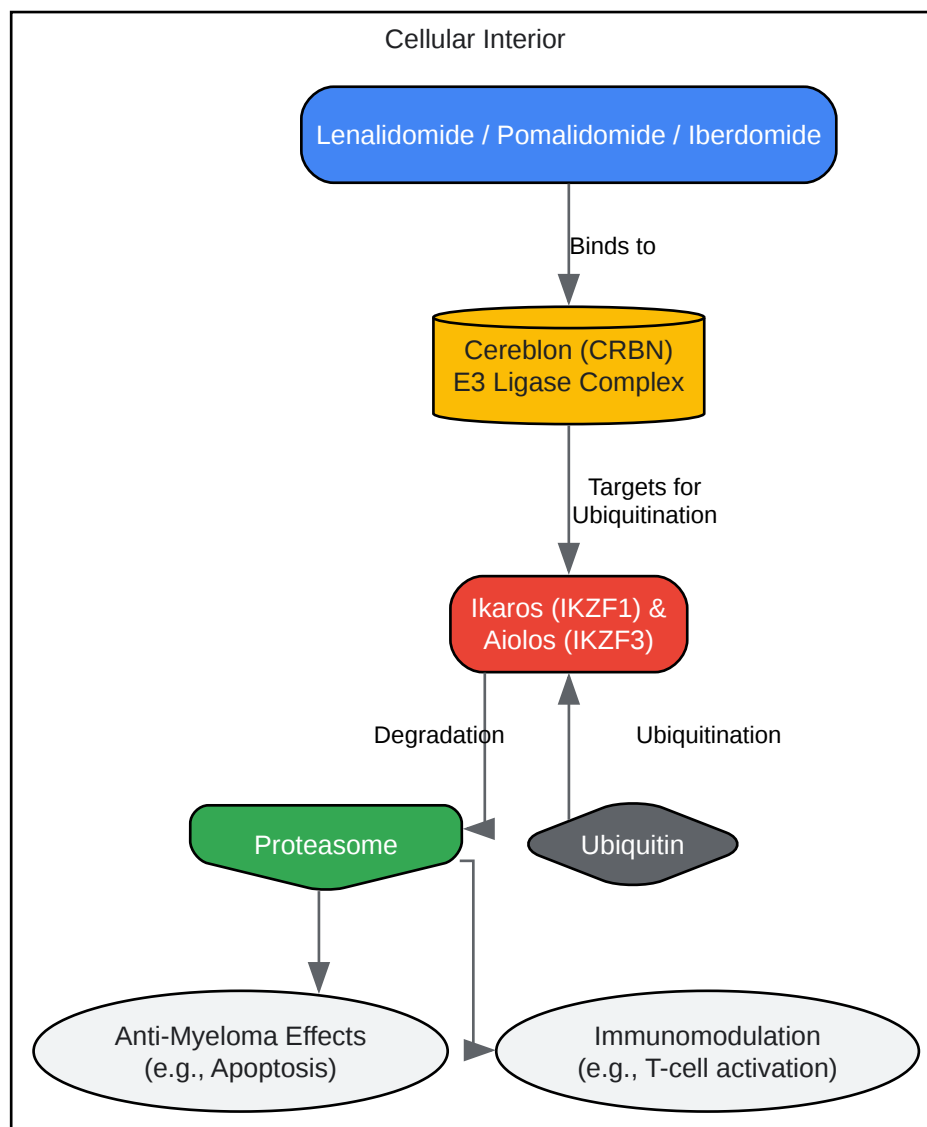 Cellular Interior
Lenalidomide / Pomalidomide / Iberdomide
Binds to
Cereblon (CRBN)
E3 Ligase Complex
Targets for
Ubiquitination
Ikaros (IKZF1) &
Aiolos (IKZF3)
Degradation
Ubiquitination
Proteasome
Ubiquitin
Anti-Myeloma Effects
(e.g., Apoptosis)
Immunomodulation
(e.g., T-cell activation)